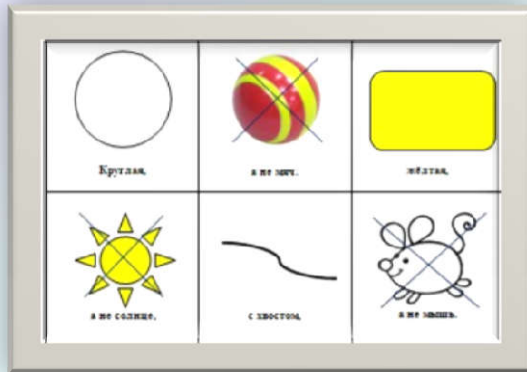 Круглая,
а не мяч.
жёлтая,
а не солнце,
с хвостом,
а не мышь.